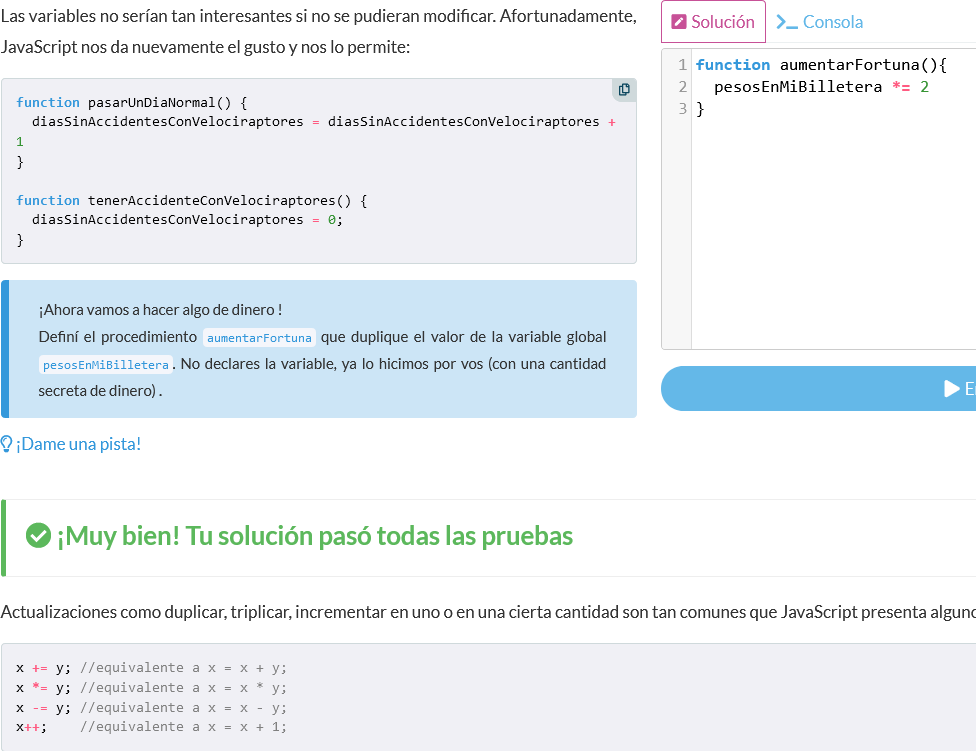 Las variables no serían tan interesantes si no se pudieran modificar. Afortunadamente,
JavaScript nos da nuevamente el gusto y nos lo permite:
function pasarUnDiaNormal() {
diasSinAccidentesConVelociraptores = diasSinAccidentesConVelociraptores +
1
}
function tenerAccidenteConVelociraptores() {
diasSinAccidentesConVelociraptores = 0;
}
¡Ahora vamos a hacer algo de dinero !
Definí el procedimiento aumentarFortuna que duplique el valor de la variable global
pesosEnMiBilletera. No declares la variable, ya lo hicimos por vos (con una cantidad
secreta de dinero) .
¡Dame una pista!
Solución
Consola
1 function aumentarFortuna(){
2 pesosEnMiBilletera *= 2
3 }
¡Muy bien! Tu solución pasó todas las pruebas
Actualizaciones como duplicar, triplicar, incrementar en uno o en una cierta cantidad son tan comunes que JavaScript presenta
x += y; //equivalente a x = x + y;
x *= y; //equivalente a x = x * y;
x -= y; //equivalente a x = x - y;
x++; //equivalente a x = x + 1;